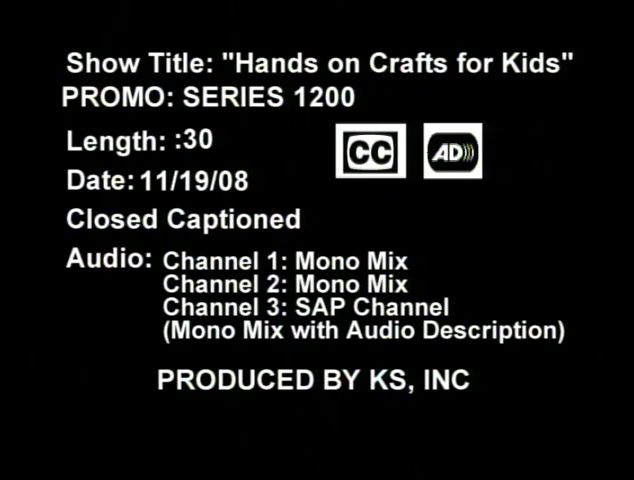 Show Title: "Hands on Crafts for Kids"
PROMO: SERIES 1200
Length: :30
CC AD)))
Date: 11/19/08
Closed Captioned
Audio: Channel 1: Mono Mix
Channel 2: Mono Mix
Channel 3: SAP Channel
(Mono Mix with Audio Description)
PRODUCED BY KS, INC